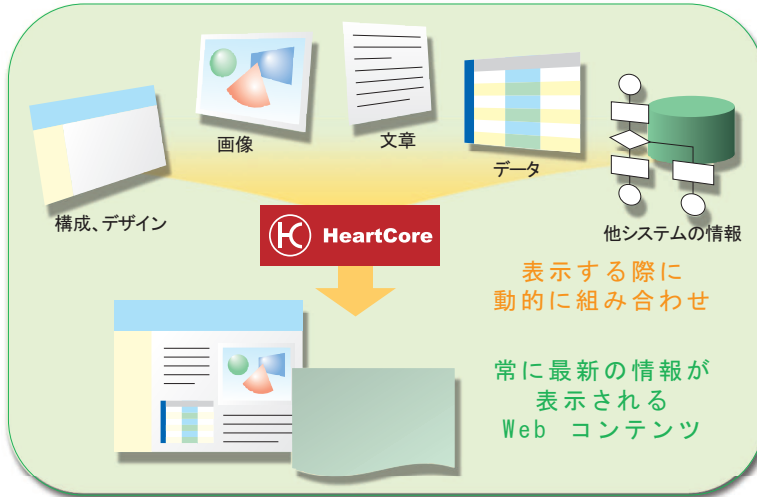 画像
文章
データ
構成、デザイン
他システムの情報
HeartCore
表示する際に
動的に組み合わせ
常に最新の情報が
表示される
Web コンテンツ